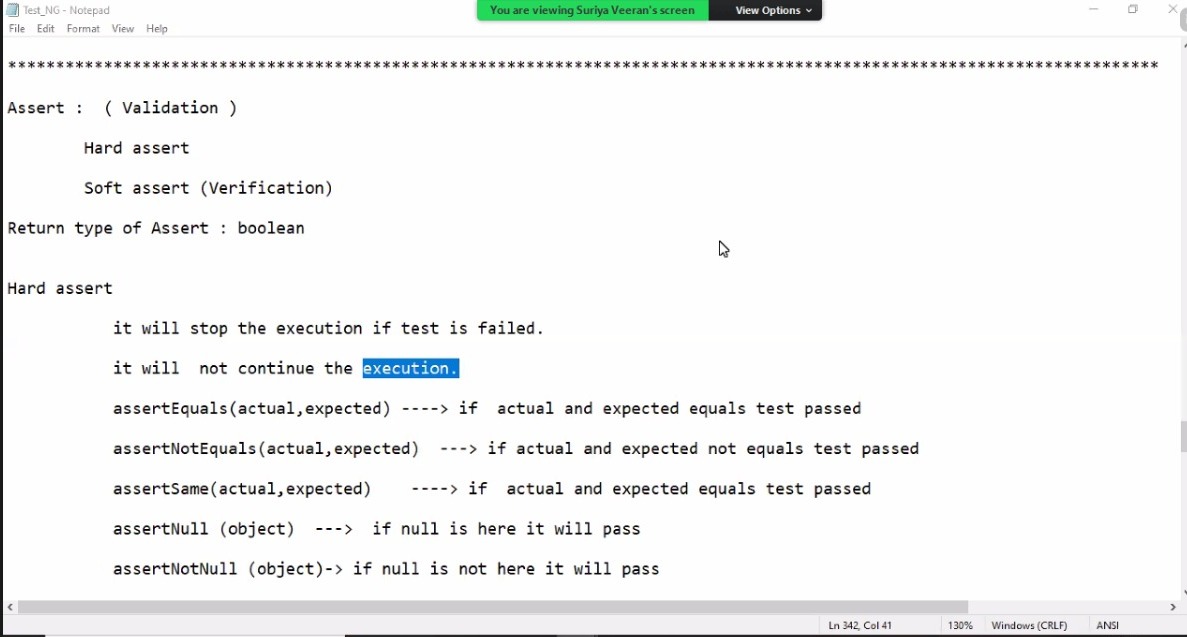 Test_NG - Notepad
You are viewing Suriya Veeran's screen
View Options
File Edit Format View Help
************************************************************************************************************************
Assert :  ( Validation )
Hard assert
Soft assert (Verification)
Return type of Assert : boolean
Hard assert
it will stop the execution if test is failed.
it will  not continue the execution.
assertEquals(actual,expected) ----> if  actual and expected equals test passed
assertNotEquals(actual,expected)  ---> if actual and expected not equals test passed
assertSame(actual,expected)    ----> if  actual and expected equals test passed
assertNull (object)  --->  if null is here it will pass
assertNotNull (object)-> if null is not here it will pass
Ln 342, Col 41 130% Windows (CRLF) ANSI